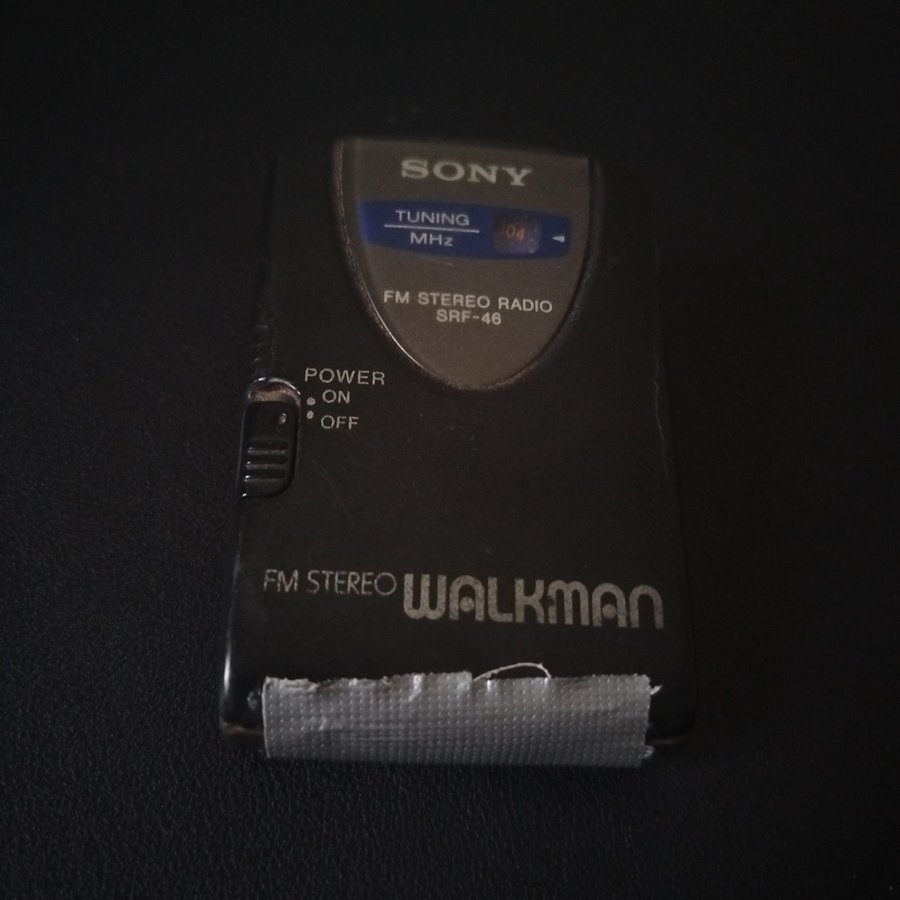 SONY
TUNING
MHz
104
FM STEREO RADIO
SRF-46
POWER
ON
OFF
FM STEREO WALKMAN